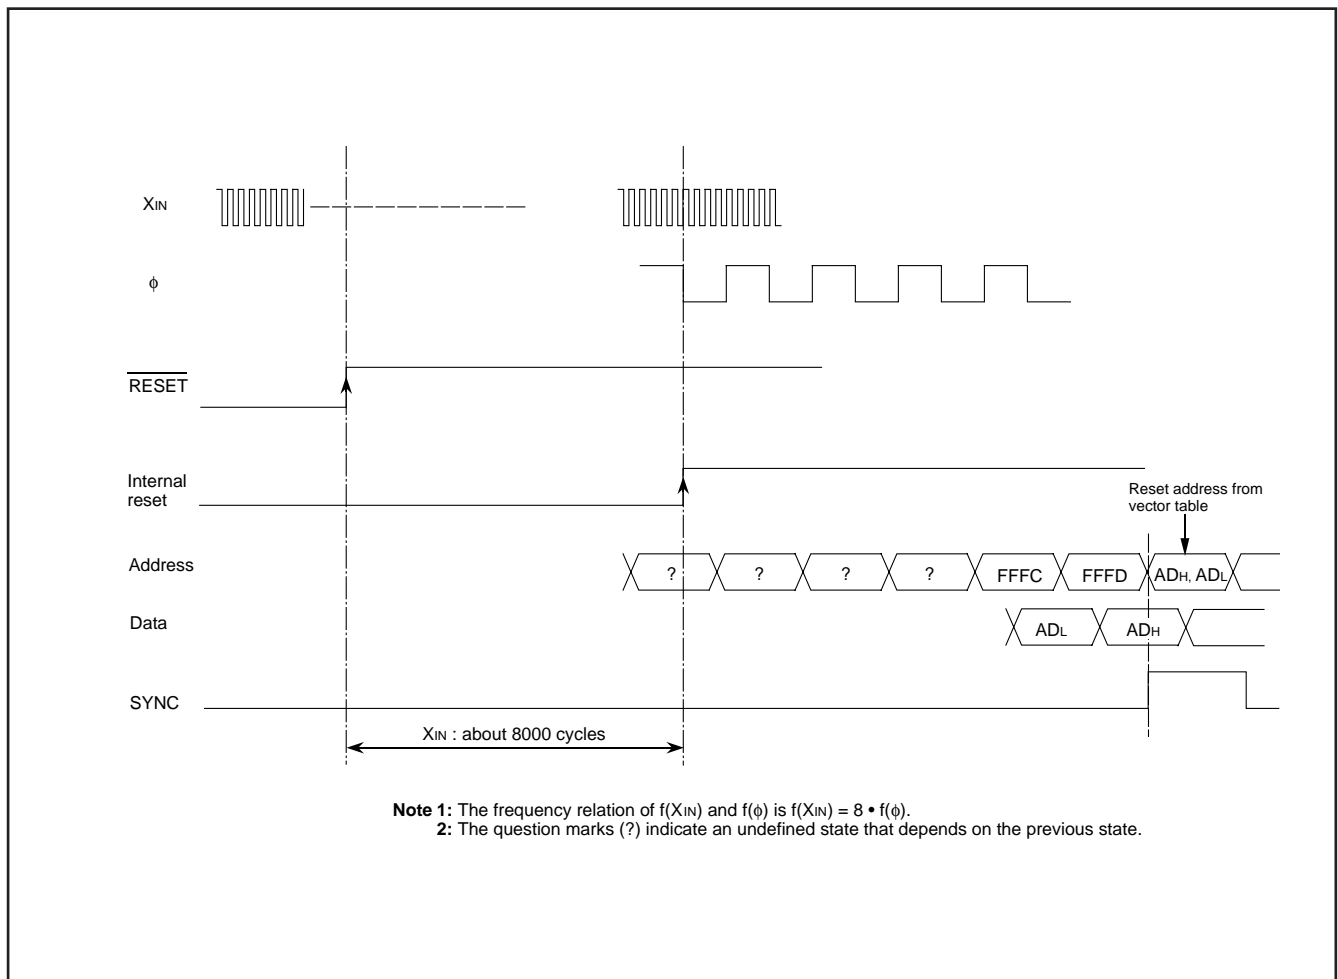 XIN
ϕ
RESET
Internal
reset
Reset address from
vector table
Address
? ? ? ? FFFC FFFD ADH, ADL
Data
ADL ADH
SYNC
XIN : about 8000 cycles
Note 1: The frequency relation of f(XIN) and f(ϕ) is f(XIN) = 8 • f(ϕ).
2: The question marks (?) indicate an undefined state that depends on the previous state.